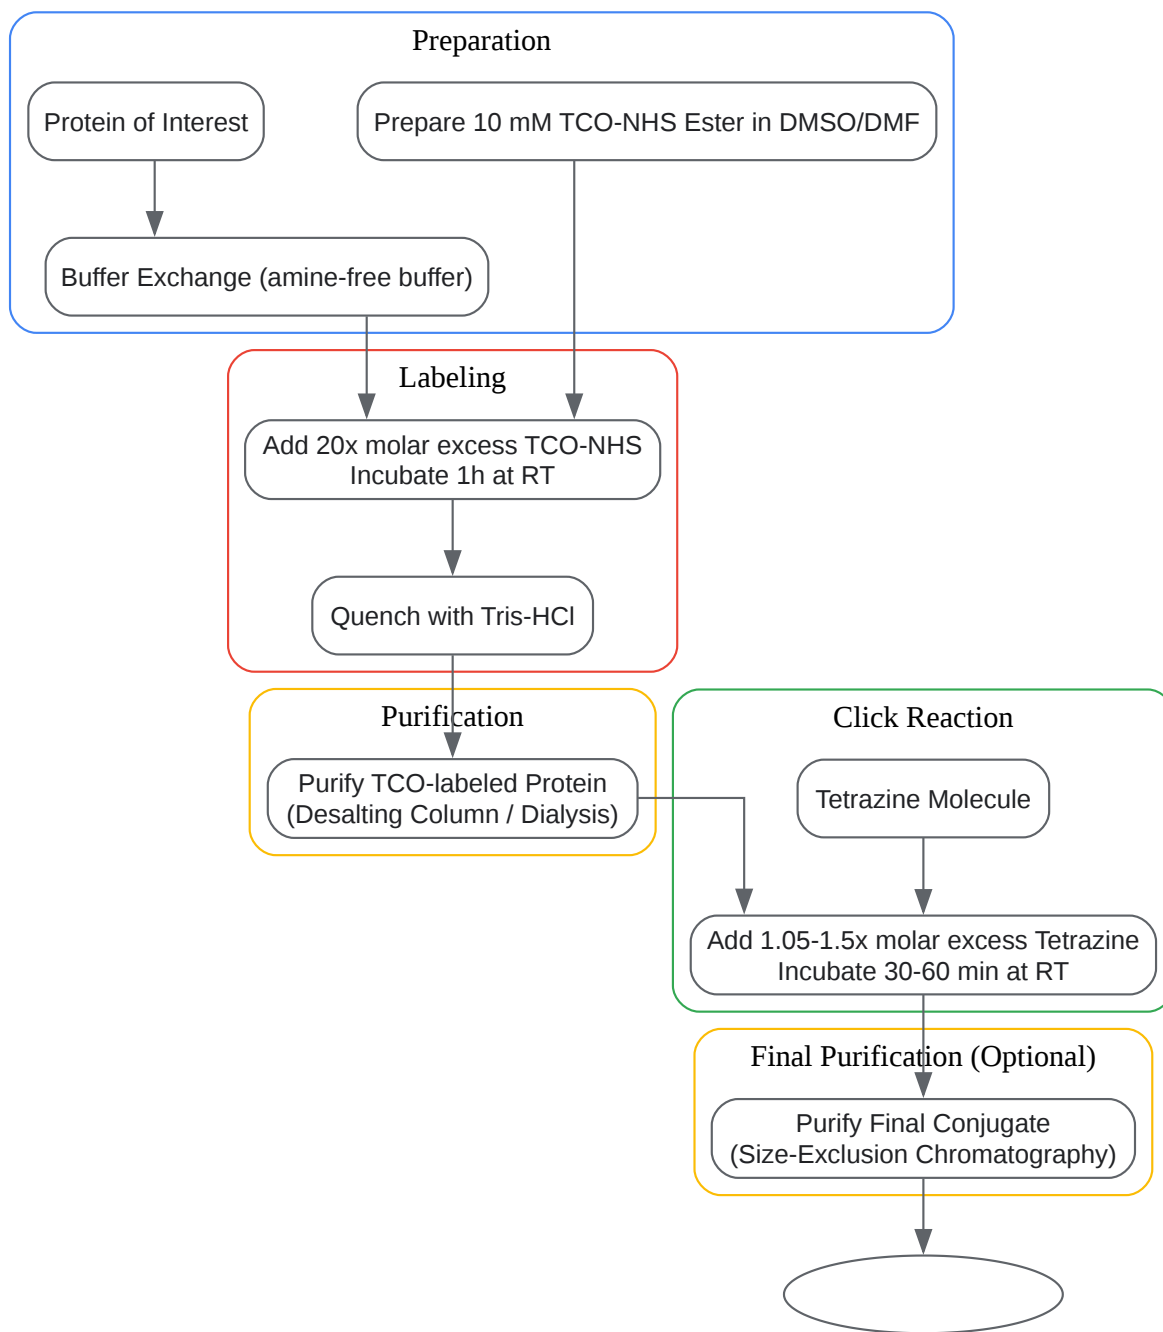 Preparation
Protein of Interest
Prepare 10 mM TCO-NHS Ester in DMSO/DMF
Buffer Exchange (amine-free buffer)
Labeling
Add 20x molar excess TCO-NHS
Incubate 1h at RT
Quench with Tris-HCl
Purification
Purify TCO-labeled Protein
(Desalting Column / Dialysis)
Click Reaction
Tetrazine Molecule
Add 1.05-1.5x molar excess Tetrazine
Incubate 30-60 min at RT
Final Purification (Optional)
Purify Final Conjugate
(Size-Exclusion Chromatography)